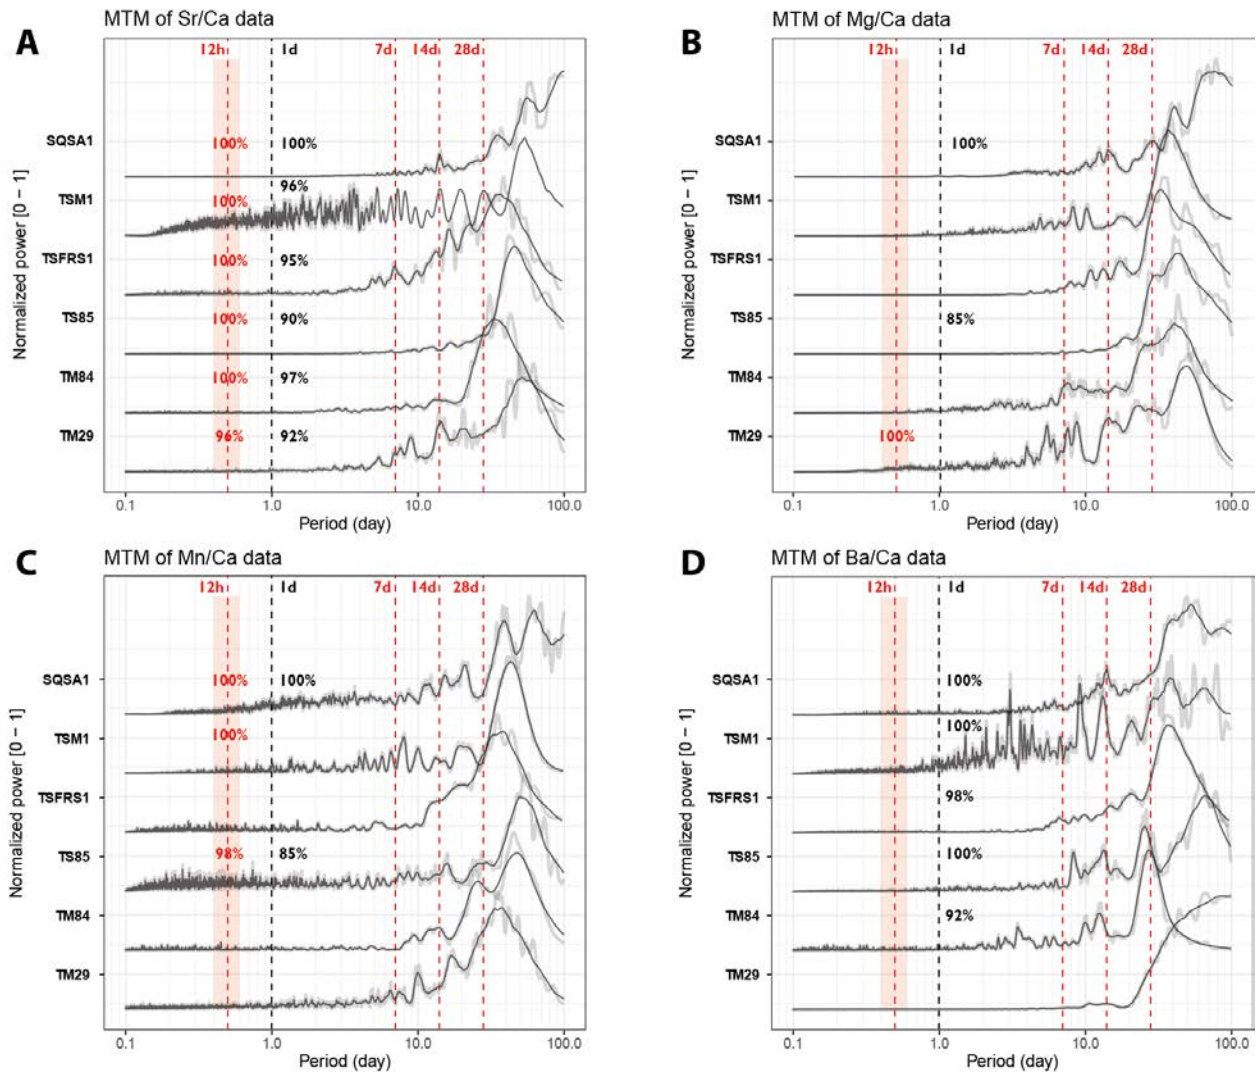 A
MTM of Sr/Ca data
12h 1d 7d 14d 28d
SQSA1 100% 100%
96%
TSM1 100%
TSFRS1 100% 95%
TS85 100% 90%
TM84 100% 97%
TM29 96% 92%
Normalized power [0 – 1]
0.1 1.0 10.0 100.0
Period (day)
B
MTM of Mg/Ca data
12h 1d 7d 14d 28d
SQSA1 100%
TSM1
TSFRS1
TS85 85%
TM84
TM29 100%
Normalized power [0 – 1]
0.1 1.0 10.0 100.0
Period (day)
C
MTM of Mn/Ca data
12h 1d 7d 14d 28d
SQSA1 100% 100%
TSM1 100%
TSFRS1
TS85 98% 85%
TM84
TM29
Normalized power [0 – 1]
0.1 1.0 10.0 100.0
Period (day)
D
MTM of Ba/Ca data
12h 1d 7d 14d 28d
SQSA1 100%
100%
TSM1
TSFRS1 98%
TS85 100%
TM84 92%
TM29
Normalized power [0 – 1]
0.1 1.0 10.0 100.0
Period (day)